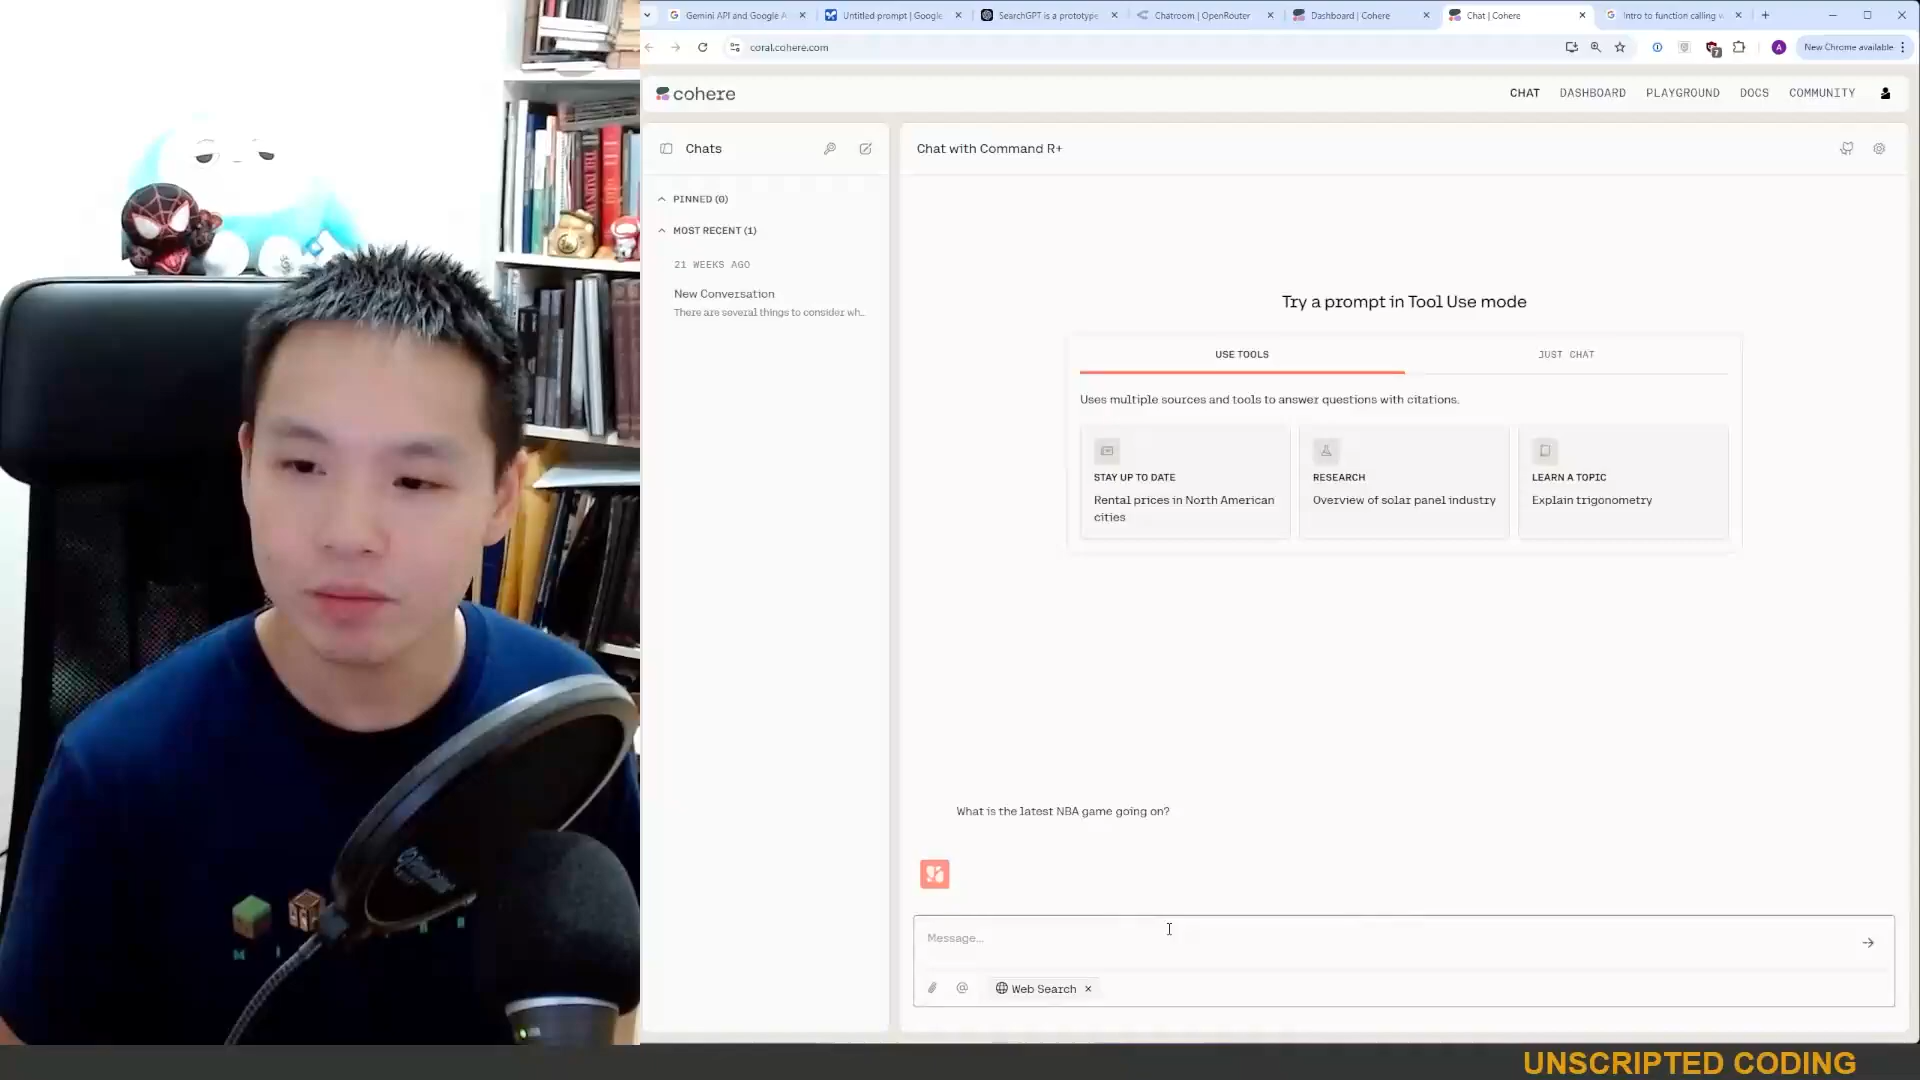 Gemini API and Google A
Untitled prompt | Google
SearchGPT is a prototype
Chatroom | OpenRouter
Dashboard | Cohere
Chat | Cohere
Intro to function calling
coral.cohere.com
New Chrome available
cohere
CHAT
DASHBOARD
PLAYGROUND
DOCS
COMMUNITY
Chats
Chat with Command R+
PINNED (0)
MOST RECENT (1)
21 WEEKS AGO
New Conversation
There are several things to consider wh...
Try a prompt in Tool Use mode
USE TOOLS
JUST CHAT
Uses multiple sources and tools to answer questions with citations.
STAY UP TO DATE
Rental prices in North American
cities
RESEARCH
Overview of solar panel industry
LEARN A TOPIC
Explain trigonometry
What is the latest NBA game going on?
Message...
@
Web Search
UNSCRIPTED CODING